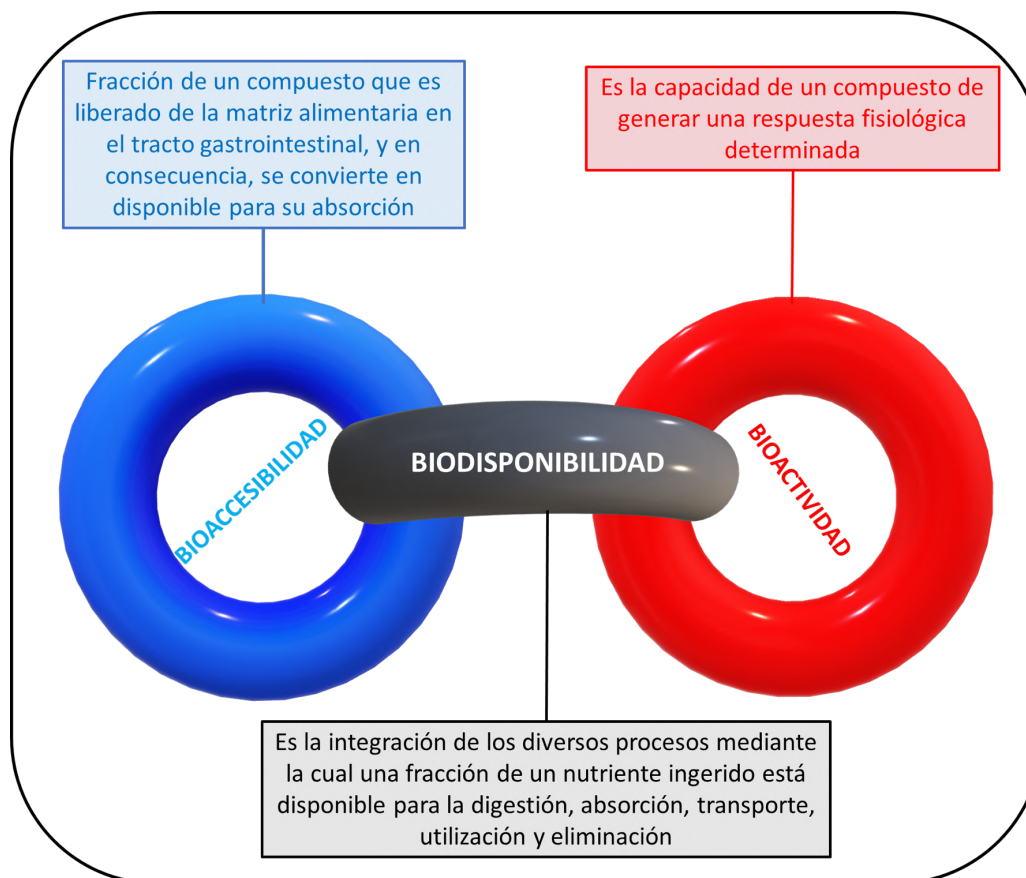 Fracción de un compuesto que es
liberado de la matriz alimentaria en
el tracto gastrointestinal, y en
consecuencia, se convierte en
disponible para su absorción
Es la capacidad de un compuesto de
generar una respuesta fisiológica
determinada
BIOACCESIBILIDAD
BIODISPONIBILIDAD
BIOACTIVIDAD
Es la integración de los diversos procesos mediante
la cual una fracción de un nutriente ingerido está
disponible para la digestión, absorción, transporte,
utilización y eliminación